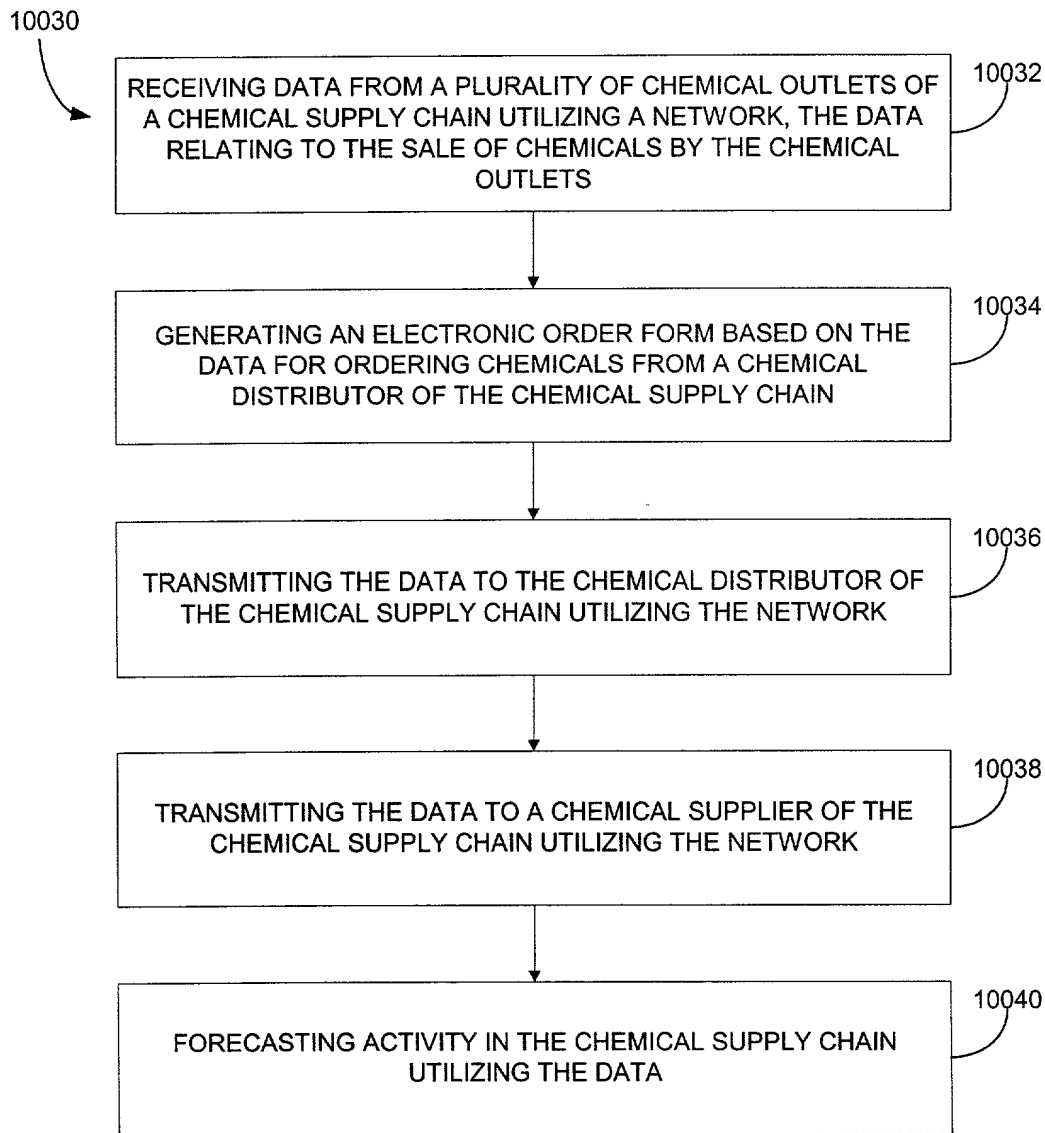 10030
RECEIVING DATA FROM A PLURALITY OF CHEMICAL OUTLETS OF
A CHEMICAL SUPPLY CHAIN UTILIZING A NETWORK, THE DATA
RELATING TO THE SALE OF CHEMICALS BY THE CHEMICAL
OUTLETS
10032
GENERATING AN ELECTRONIC ORDER FORM BASED ON THE
DATA FOR ORDERING CHEMICALS FROM A CHEMICAL
DISTRIBUTOR OF THE CHEMICAL SUPPLY CHAIN
10034
TRANSMITTING THE DATA TO THE CHEMICAL DISTRIBUTOR OF
THE CHEMICAL SUPPLY CHAIN UTILIZING THE NETWORK
10036
TRANSMITTING THE DATA TO A CHEMICAL SUPPLIER OF THE
CHEMICAL SUPPLY CHAIN UTILIZING THE NETWORK
10038
FORECASTING ACTIVITY IN THE CHEMICAL SUPPLY CHAIN
UTILIZING THE DATA
10040